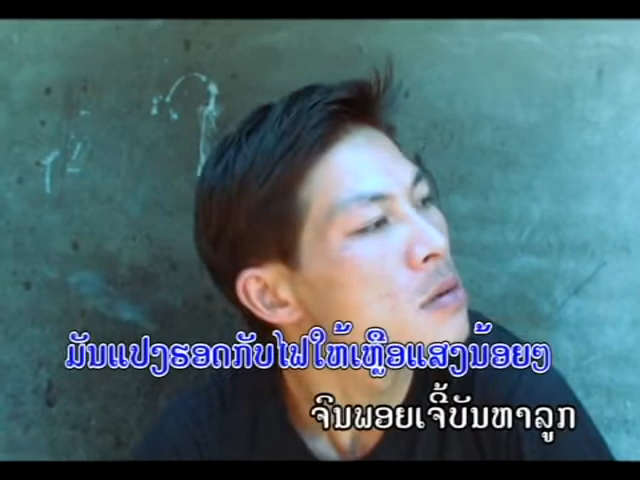 ມັນແປງຮອດກັບໄຟໃຫ້ເຫຼືອແສງນ້ອຍໆ
ຈົນພອຍເຈີ້ບັນຫາລູກ